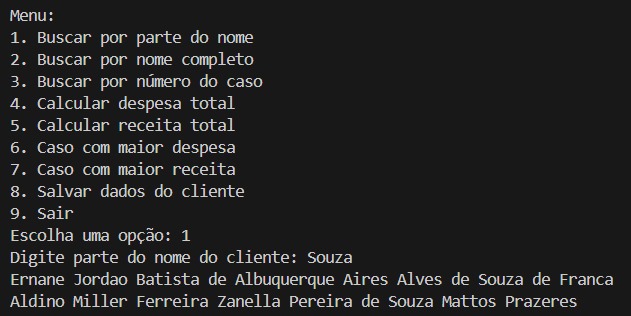 Menu:
1. Buscar por parte do nome
2. Buscar por nome completo
3. Buscar por número do caso
4. Calcular despesa total
5. Calcular receita total
6. Caso com maior despesa
7. Caso com maior receita
8. Salvar dados do cliente
9. Sair
Escolha uma opção: 1
Digite parte do nome do cliente: Souza
Ernane Jordao Batista de Albuquerque Aires Alves de Souza de Franca
Aldino Miller Ferreira Zanella Pereira de Souza Mattos Prazeres